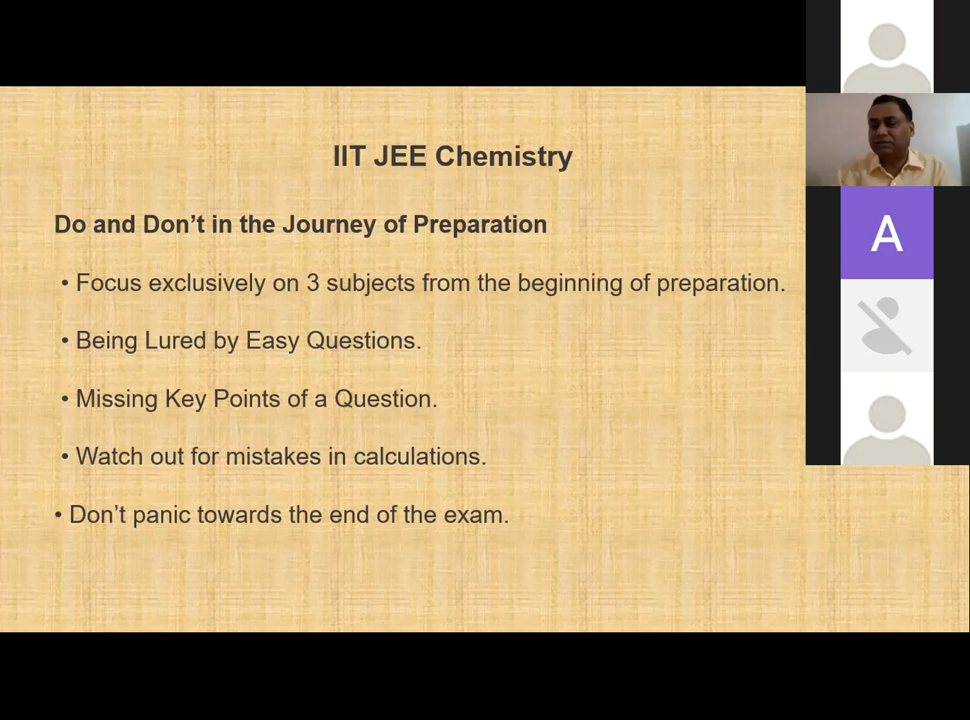 IIT JEE Chemistry
Do and Don’t in the Journey of Preparation
• Focus exclusively on 3 subjects from the beginning of preparation.
• Being Lured by Easy Questions.
• Missing Key Points of a Question.
• Watch out for mistakes in calculations.
• Don’t panic towards the end of the exam.
A